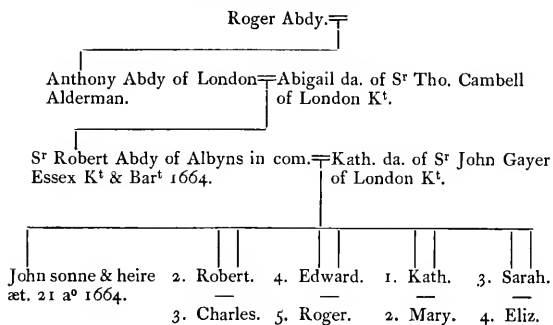 Roger Abdy.
Anthony Abdy of London Abigail da. of Sʳ Tho. Cambell
Alderman. of London Kᵗ.
Sʳ Robert Abdy of Albyns in com. Kath. da. of Sʳ John Gayer
Essex Kᵗ & Barᵗ 1664. of London Kᵗ.
John sonne & heire 2. Robert. 4. Edward. 1. Kath. 3. Sarah.
æt. 21 aº 1664.
3. Charles. 5. Roger. 2. Mary. 4. Eliz.